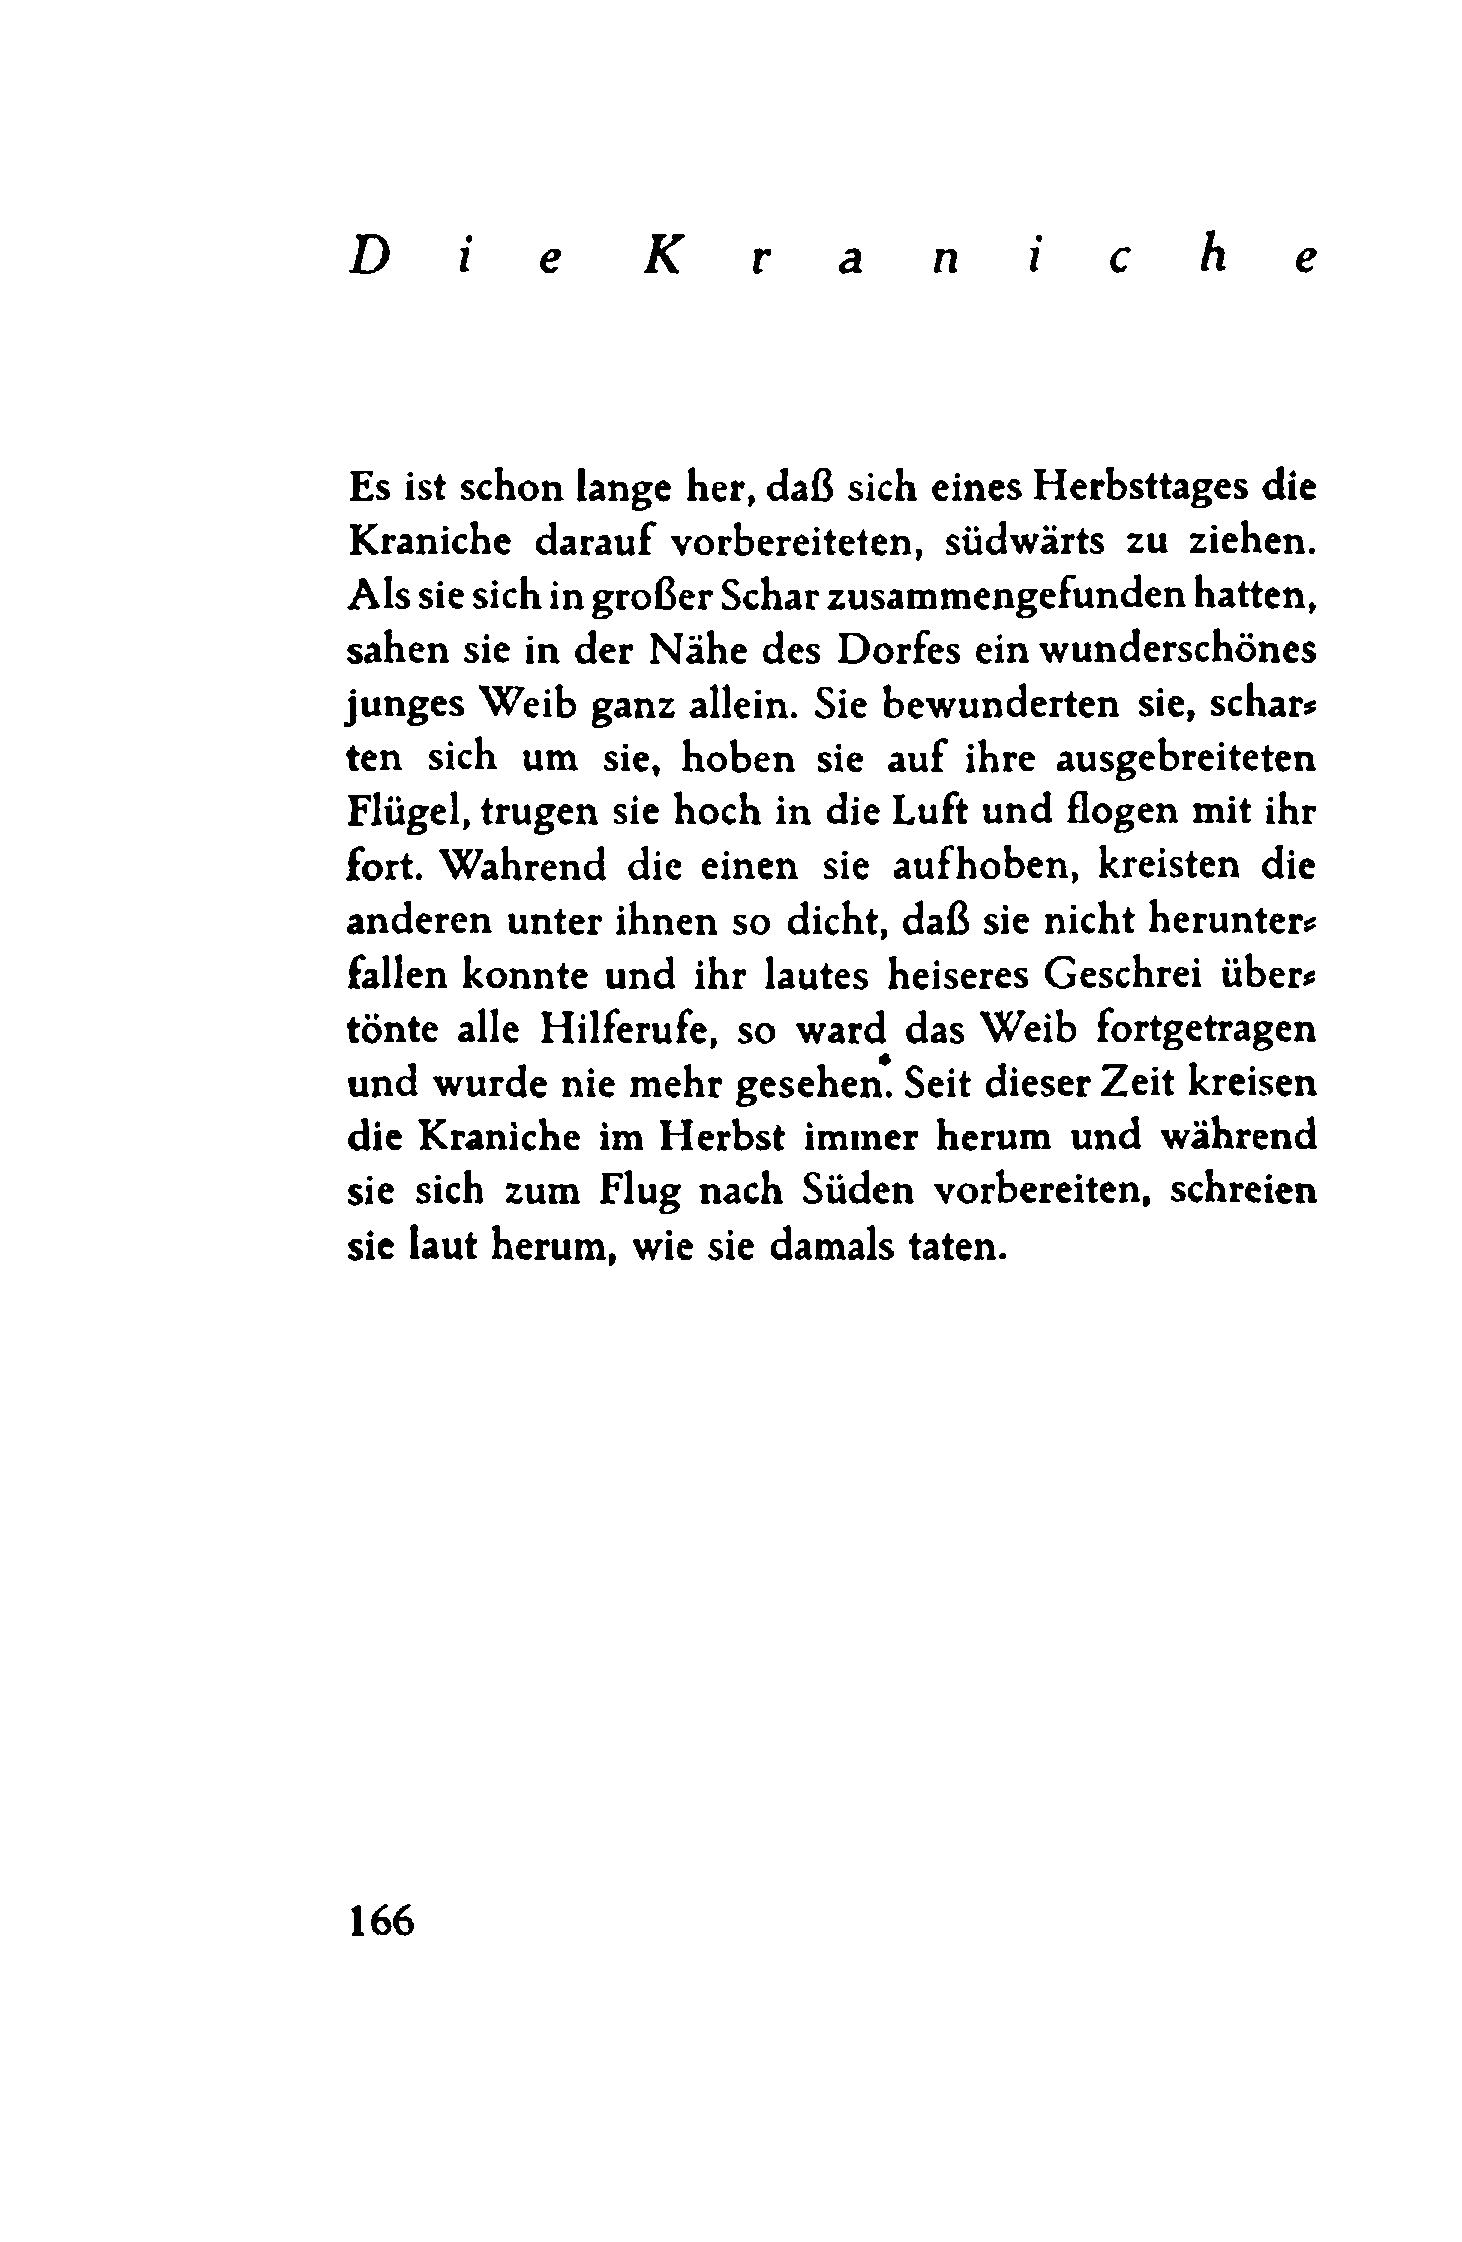 Die Kraniche
Es ist schon lange her, daß sich eines Herbsttages die
Kraniche darauf vorbereiteten, südwärts zu ziehen.
Als sie sich in großer Schar zusammengefunden hatten,
sahen sie in der Nähe des Dorfes ein wunderschönes
junges Weib ganz allein. Sie bewunderten sie, schar-
ten sich um sie, hoben sie auf ihre ausgebreiteten
Flügel, trugen sie hoch in die Luft und flogen mit ihr
fort. Wahrend die einen sie aufhoben, kreisten die
anderen unter ihnen so dicht, daß sie nicht herunter-
fallen konnte und ihr lautes heiseres Geschrei über-
tönte alle Hilferufe, so ward das Weib fortgetragen
und wurde nie mehr gesehen. Seit dieser Zeit kreisen
die Kraniche im Herbst immer herum und während
sie sich zum Flug nach Süden vorbereiten, schreien
sie laut herum, wie sie damals taten.
166